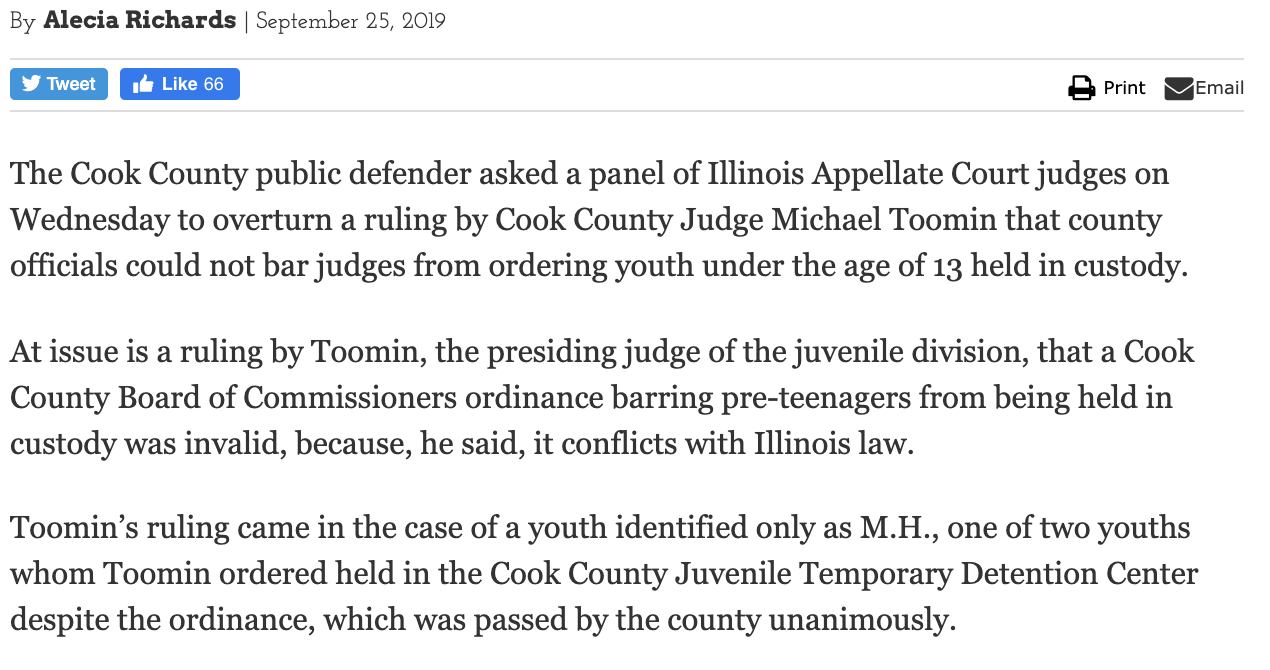 By Alecia Richards | September 25, 2019
Tweet Like 66 Print Email
The Cook County public defender asked a panel of Illinois Appellate Court judges on
Wednesday to overturn a ruling by Cook County Judge Michael Toomin that county
officials could not bar judges from ordering youth under the age of 13 held in custody.
At issue is a ruling by Toomin, the presiding judge of the juvenile division, that a Cook
County Board of Commissioners ordinance barring pre-teenagers from being held in
custody was invalid, because, he said, it conflicts with Illinois law.
Toomin’s ruling came in the case of a youth identified only as M.H., one of two youths
whom Toomin ordered held in the Cook County Juvenile Temporary Detention Center
despite the ordinance, which was passed by the county unanimously.